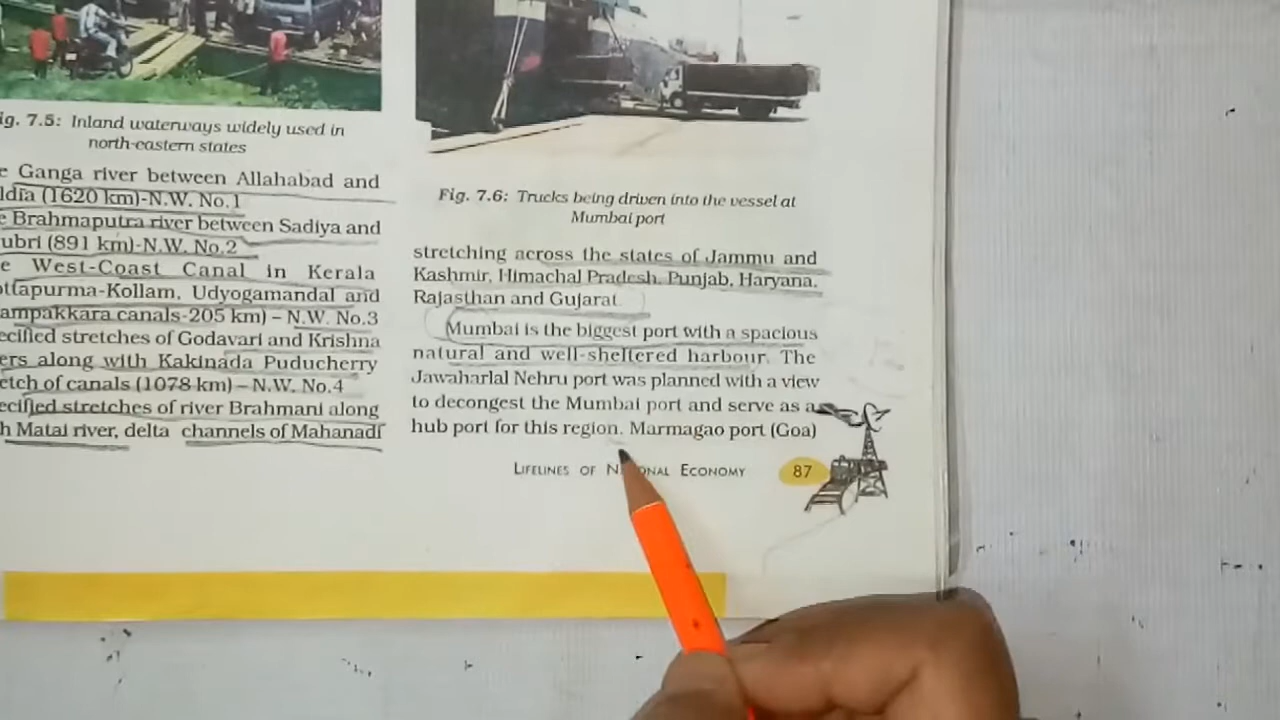 ig. 7.5: Inland waterways widely used in
north-eastern states
e Ganga river between Allahabad and
ldia (1620 km)-N.W. No.1
e Brahmaputra river between Sadiya and
ubri (891 km)-N.W. No.2
e West-Coast Canal in Kerala
ottapurma-Kollam, Udyogamandal and
ampakkara canals-205 km) – N.W. No.3
ecified stretches of Godavari and Krishna
ers along with Kakinada Puducherry
etch of canals (1078 km) – N.W. No.4
ecified stretches of river Brahmani along
h Matai river, delta channels of Mahanadi
Fig. 7.6: Trucks being driven into the vessel at
Mumbai port
stretching across the states of Jammu and
Kashmir, Himachal Pradesh, Punjab, Haryana,
Rajasthan and Gujarat.
Mumbai is the biggest port with a spacious
natural and well-sheltered harbour. The
Jawaharlal Nehru port was planned with a view
to decongest the Mumbai port and serve as a
hub port for this region. Marmagao port (Goa)
LIFELINES OF N ONAL ECONOMY 87